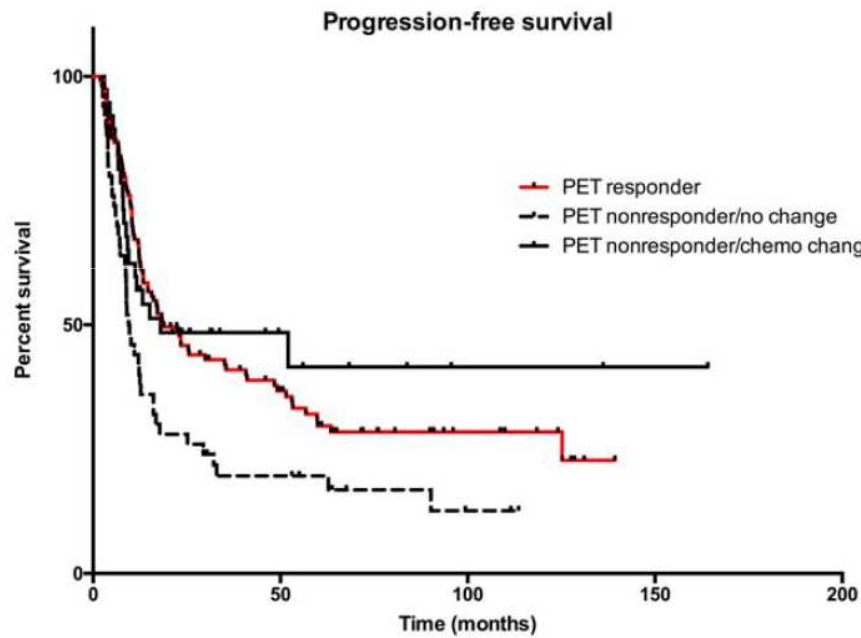 Progression-free survival
100
50
0
Percent survival
PET responder
PET nonresponder/no change
PET nonresponder/chemo chang
0 50 100 150 200
Time (months)